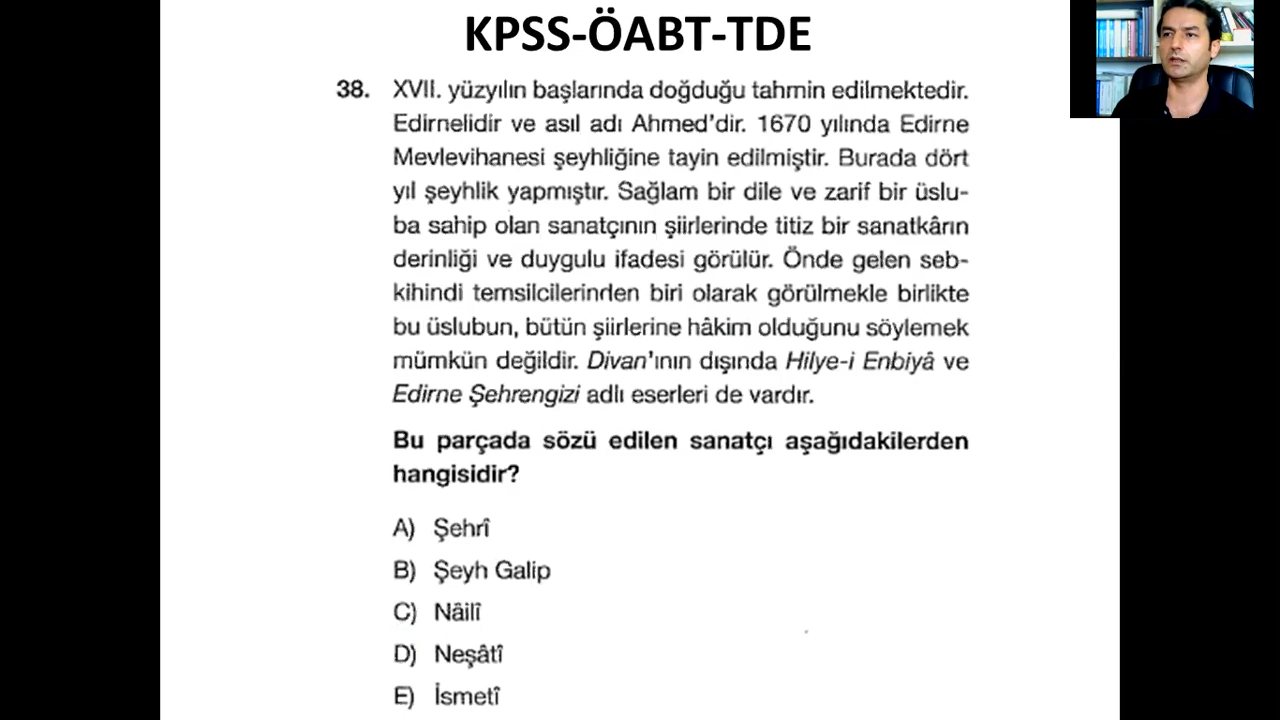 KPSS-ÖABT-TDE
38. XVII. yüzyılın başlarında doğduğu tahmin edilmektedir.
Edirnelidir ve asıl adı Ahmed'dir. 1670 yılında Edirne
Mevlevihanesi şeyhliğine tayin edilmiştir. Burada dört
yıl şeyhlik yapmıştır. Sağlam bir dile ve zarif bir üslu-
ba sahip olan sanatçının şiirlerinde titiz bir sanatkârın
derinliği ve duygulu ifadesi görülür. Önde gelen seb-
kihindi temsilcilerinden biri olarak görülmekle birlikte
bu üslubun, bütün şiirlerine hâkim olduğunu söylemek
mümkün değildir. Divan'ının dışında Hilye-i Enbiyâ ve
Edirne Şehrengizi adlı eserleri de vardır.
Bu parçada sözü edilen sanatçı aşağıdakilerden
hangisidir?
A) Şehrî
B) Şeyh Galip
C) Nâilî
D) Neşâtî
E) İsmetî